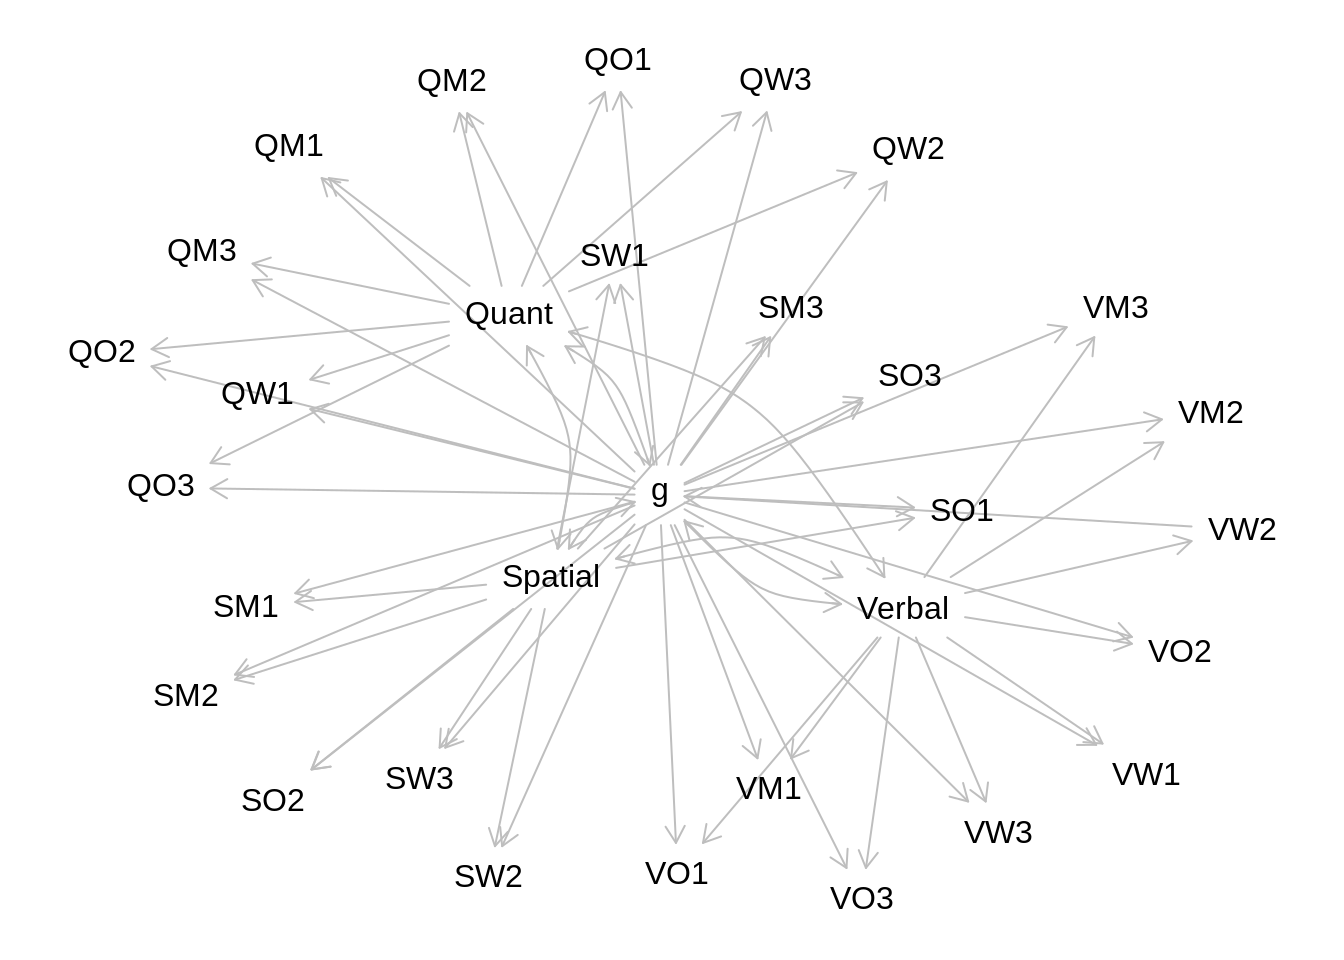 QO1
QM2
QW3
QM1
QW2
QM3
SW1
Quant
SM3
VM3
QO2
QW1
SO3
VM2
QO3
g
SO1
VW2
Spatial
SM1
Verbal
VO2
SM2
SW3
VM1
VW1
SO2
VW3
SW2
VO1
VO3